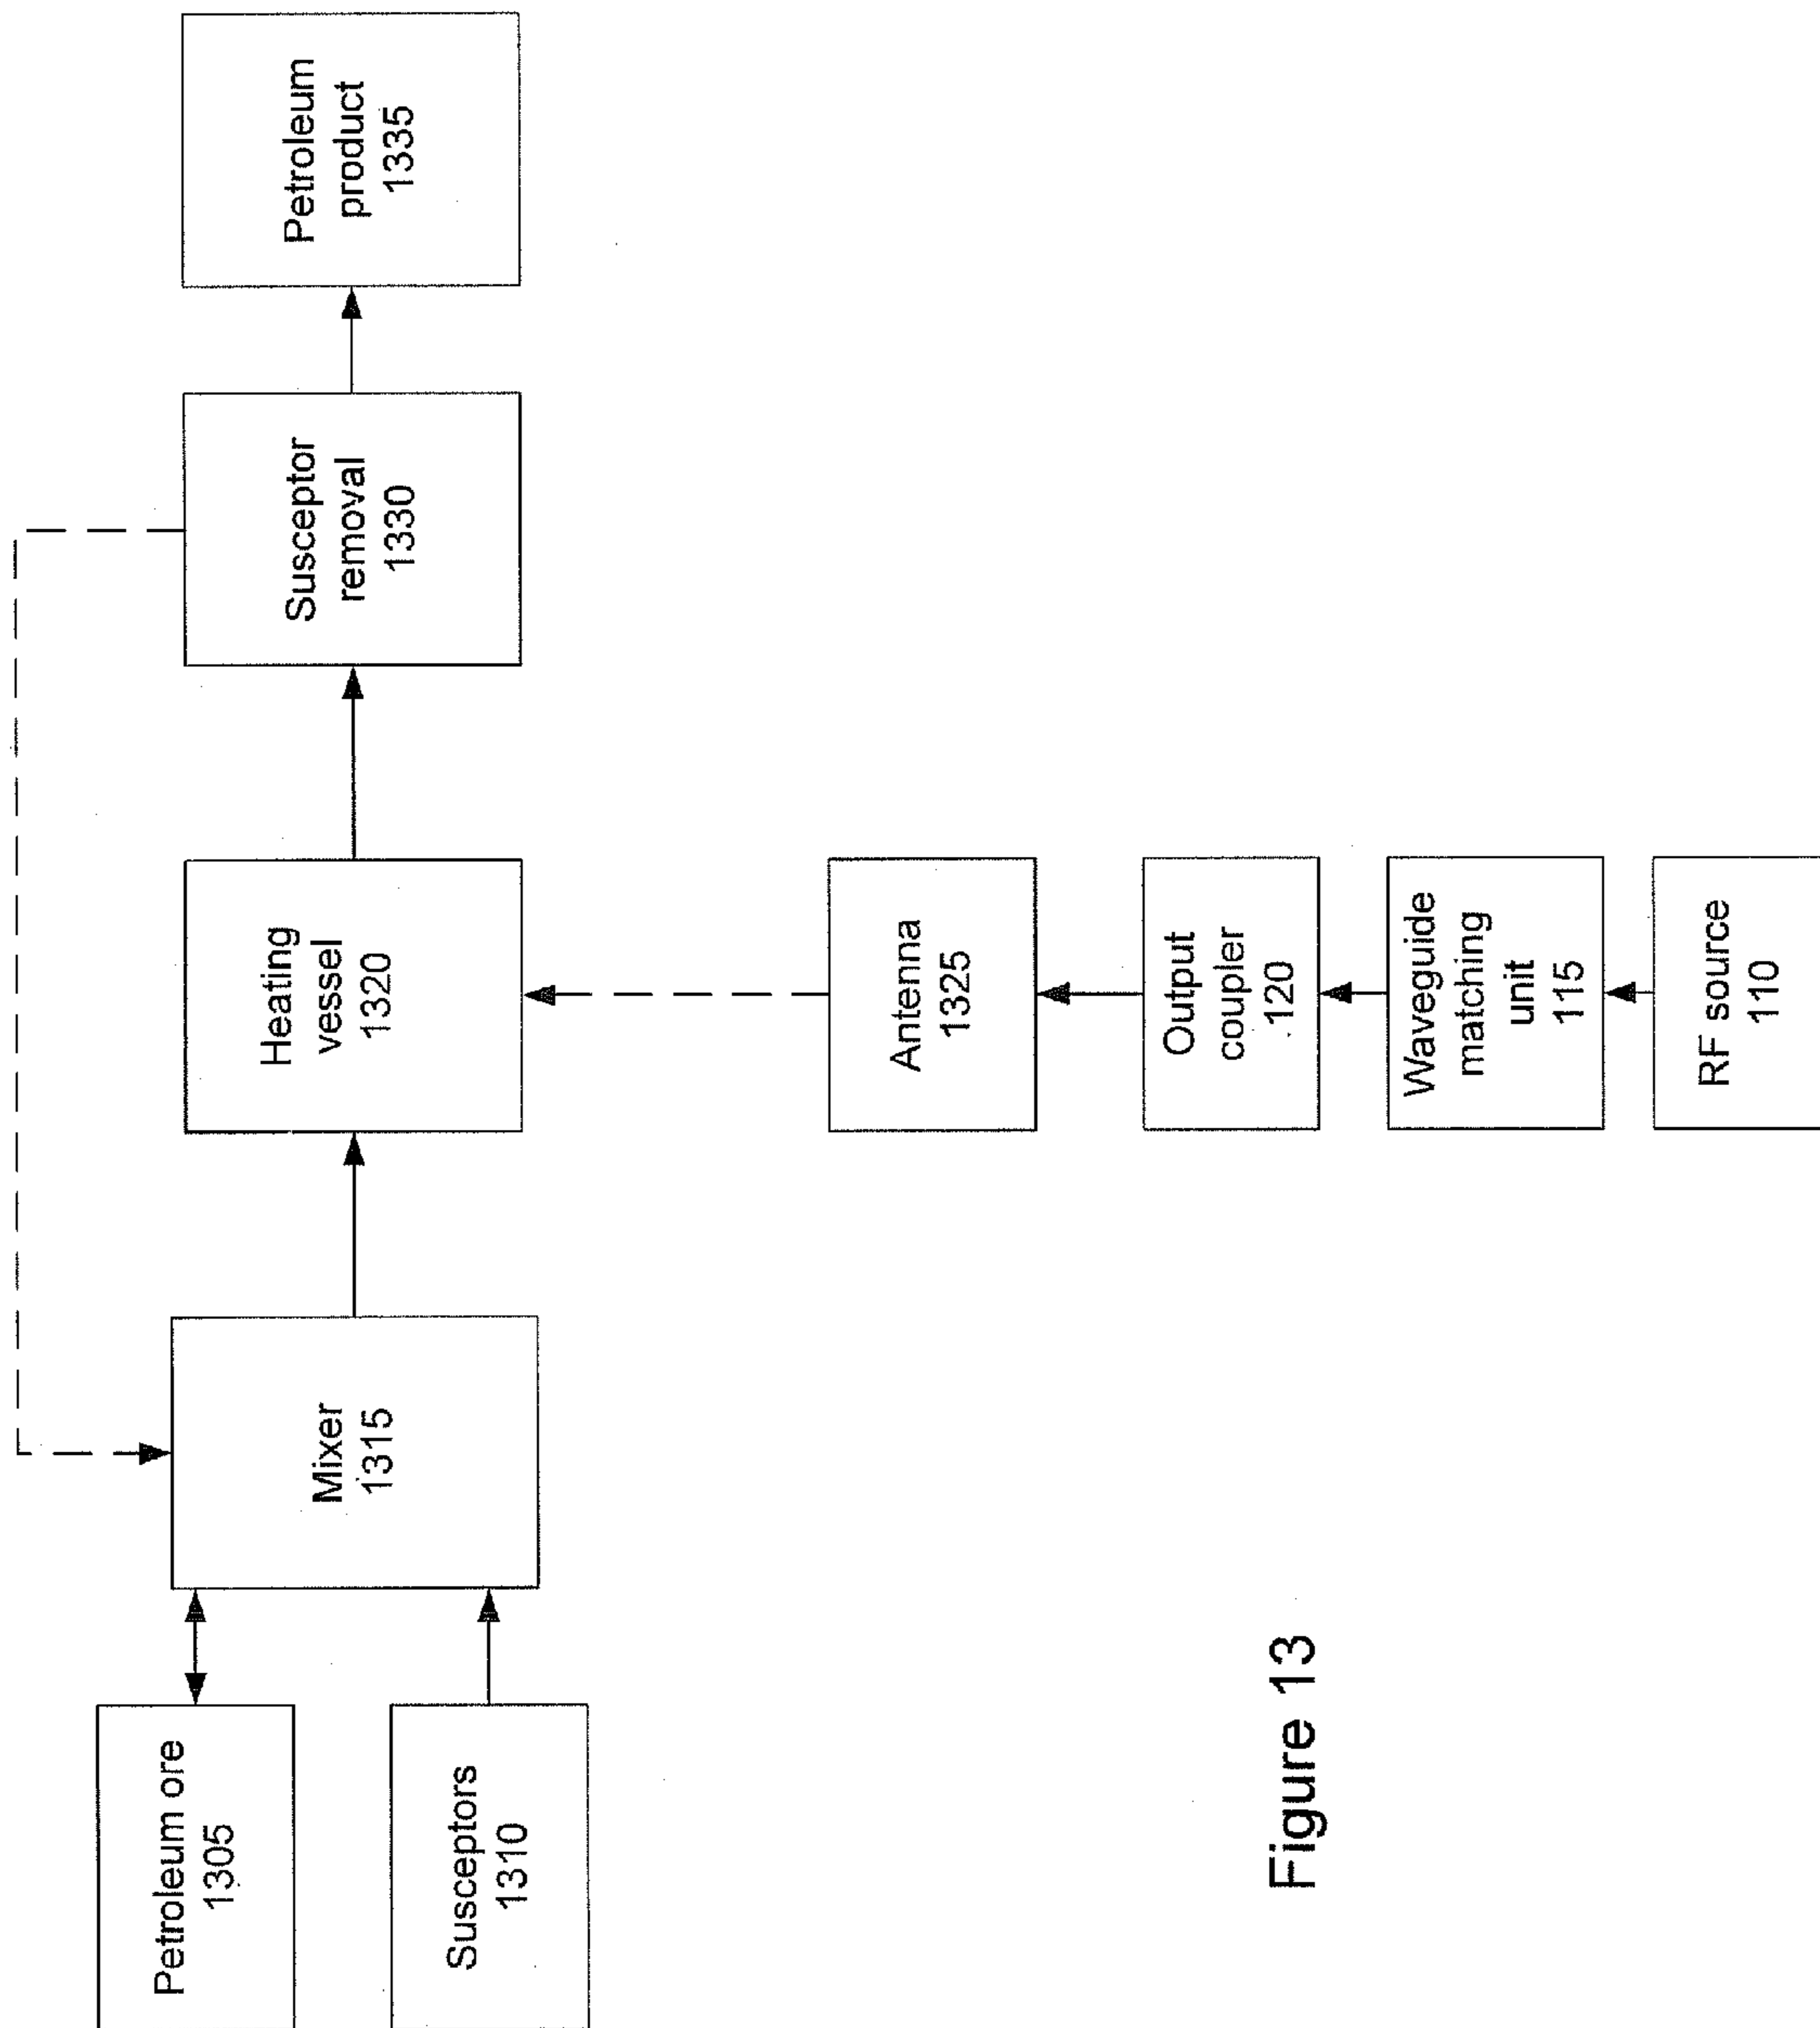 Petroleum ore
1305
Susceptors
1310
Mixer
1315
Heating
vessel
1320
Susceptor
removal
1330
Petroleum
product
1335
Antenna
1325
Output
coupler
120
Waveguide
matching
unit
115
RF source
110
Figure 13